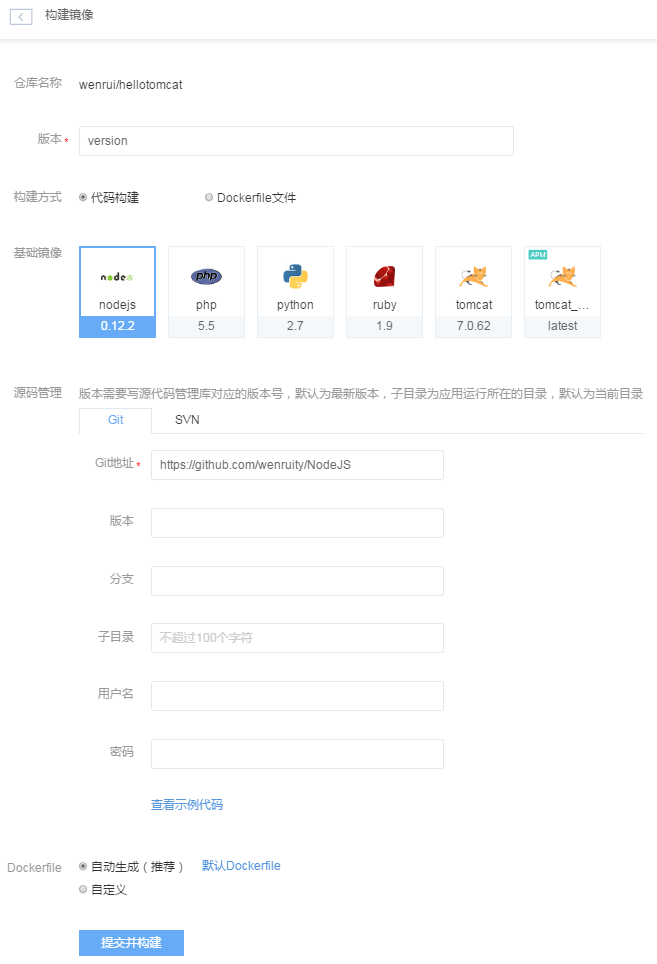 构建镜像
仓库名称 wenrui/hellotomcat
版本* version
构建方式 代码构建 Dockerfile文件
基础镜像
APM
node php
nodejs php python ruby tomcat tomcat_...
0.12.2 5.5 2.7 1.9 7.0.62 latest
源码管理 版本需要写源代码管理库对应的版本号，默认为最新版本，子目录为应用运行所在的目录，默认为当前目录
Git SVN
Git地址* https://github.com/wenruity/NodeJS
版本
分支
子目录 不超过100个字符
用户名
密码
查看示例代码
Dockerfile 自动生成（推荐） 默认Dockerfile
自定义
提交并构建